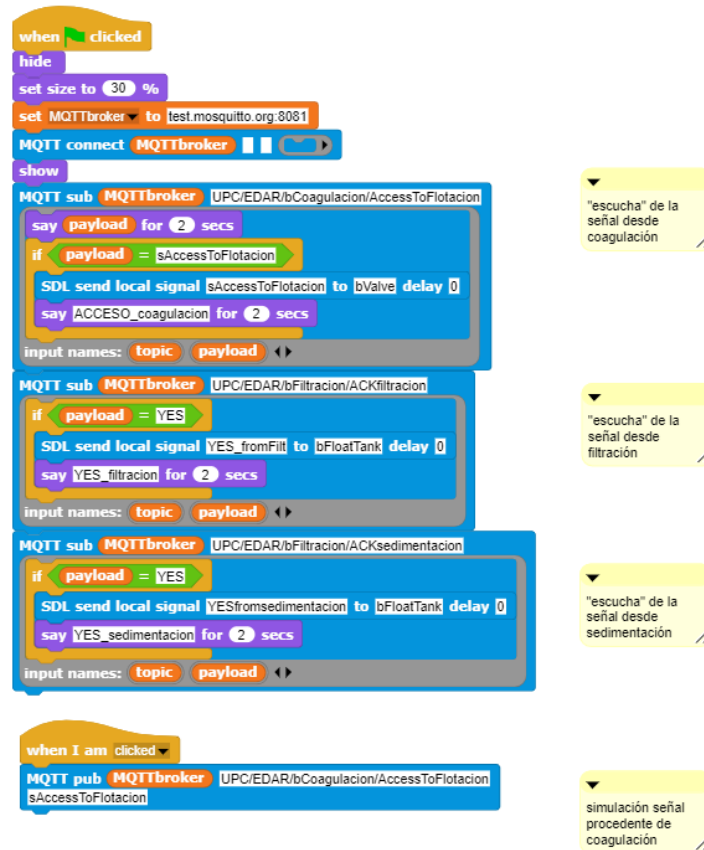 when clicked
hide
set size to 30 %
set MQTTbroker to test.mosquitto.org:8081
MQTT connect MQTTbroker
show
MQTT sub MQTTbroker UPC/EDAR/bCoagulacion/AccessToFlotacion
say payload for 2 secs
if payload = sAccessToFlotacion
SDL send local signal sAccessToFlotacion to bValve delay 0
say ACCESO_coagulacion for 2 secs
input names: topic payload
"escucha" de la
señal desde
coagulación
MQTT sub MQTTbroker UPC/EDAR/bFiltracion/ACKfiltracion
if payload = YES
SDL send local signal YES_fromFilt to bFloatTank delay 0
say YES_filtracion for 2 secs
input names: topic payload
"escucha" de la
señal desde
filtración
MQTT sub MQTTbroker UPC/EDAR/bFiltracion/ACKsedimentacion
if payload = YES
SDL send local signal YESfromsedimentacion to bFloatTank delay 0
say YES_sedimentacion for 2 secs
input names: topic payload
"escucha" de la
señal desde
sedimentación
when I am clicked
MQTT pub MQTTbroker UPC/EDAR/bCoagulacion/AccessToFlotacion
sAccessToFlotacion
simulación señal
procedente de
coagulación